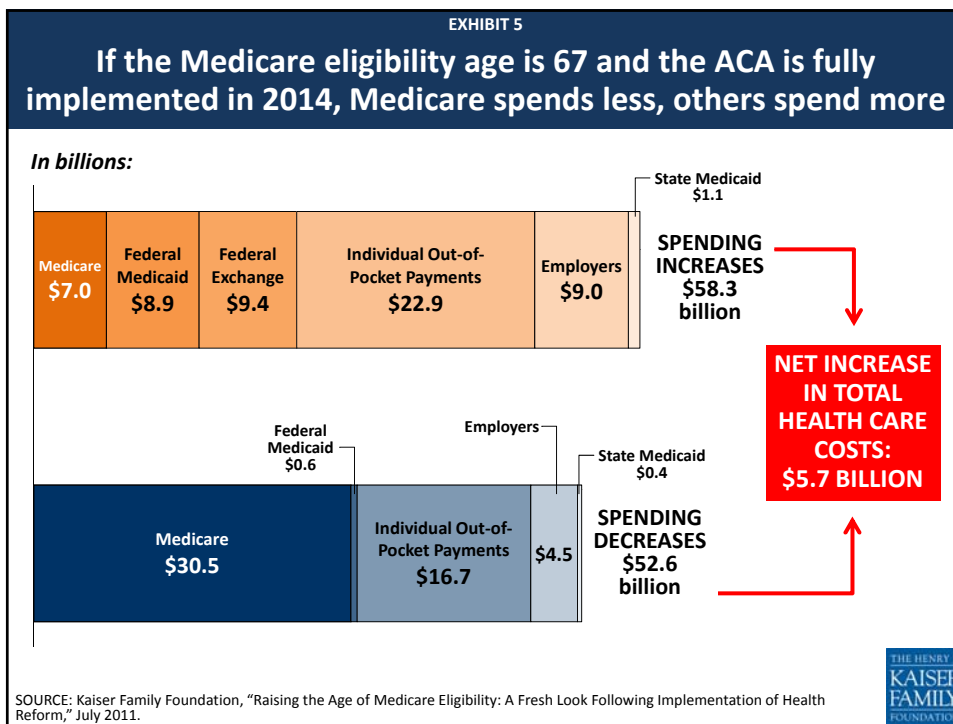 EXHIBIT 5
If the Medicare eligibility age is 67 and the ACA is fully
implemented in 2014, Medicare spends less, others spend more
In billions:
State Medicaid
$1.1
Medicare
$7.0
Federal
Medicaid
$8.9
Federal
Exchange
$9.4
Individual Out-of-
Pocket Payments
$22.9
Employers
$9.0
SPENDING
INCREASES
$58.3
billion
NET INCREASE
IN TOTAL
HEALTH CARE
COSTS:
$5.7 BILLION
Federal
Medicaid
$0.6
Employers
State Medicaid
$0.4
Medicare
$30.5
Individual Out-of-
Pocket Payments
$16.7
$4.5
SPENDING
DECREASES
$52.6
billion
SOURCE: Kaiser Family Foundation, “Raising the Age of Medicare Eligibility: A Fresh Look Following Implementation of Health
Reform,” July 2011.
THE HENRY
KAISER
FAMILY
FOUNDATION